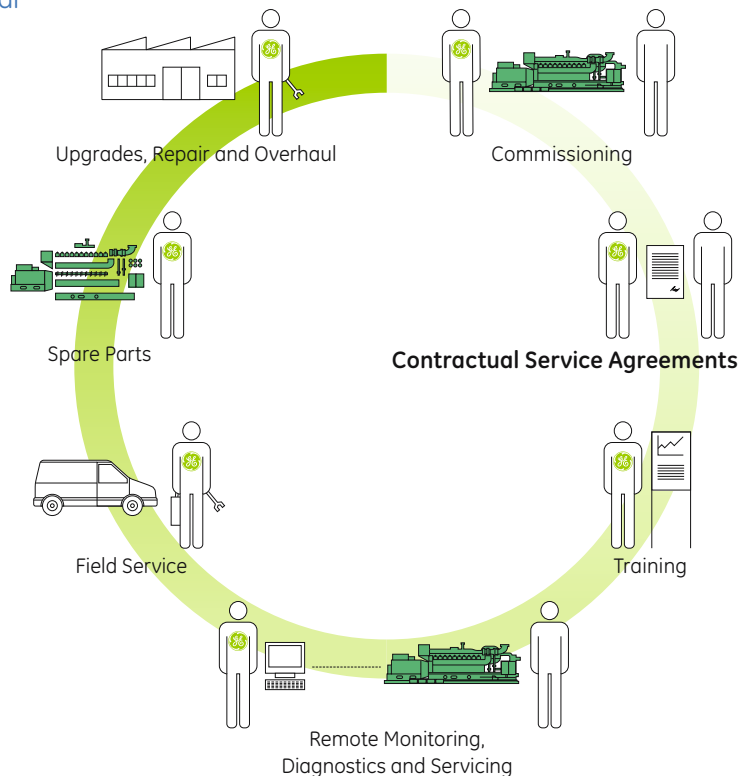 Upgrades, Repair and Overhaul
Commissioning
Spare Parts
Contractual Service Agreements
Field Service
Training
Remote Monitoring,
Diagnostics and Servicing